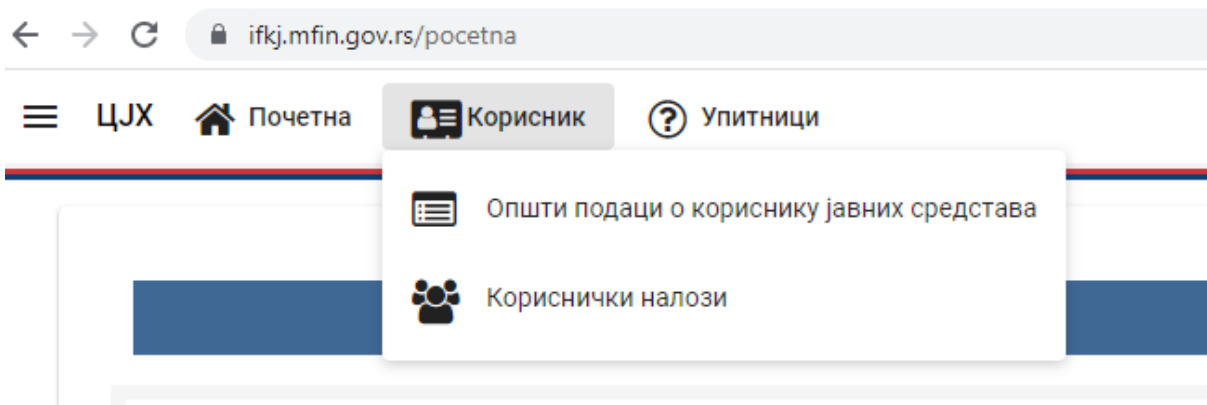 ifkj.mfin.gov.rs/pocetna
ЦЈХ Почетна Корисник Упитници
Општи подаци о кориснику јавних средстава
Кориснички налози